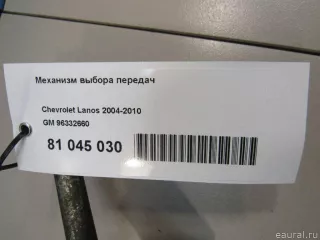 Механизм выбора передач
Chevrolet Lanos 2004-2010
GM 96332660
81 045 030
eaural.ru